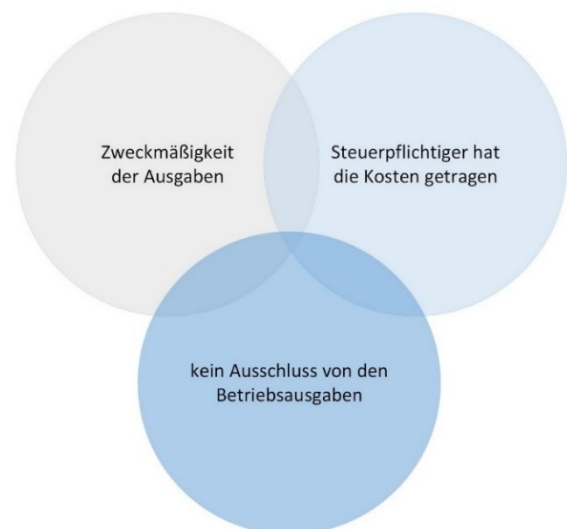 Zweckmäßigkeit
der Ausgaben
Steuerpflichtiger hat
die Kosten getragen
kein Ausschluss von den
Betriebsausgaben